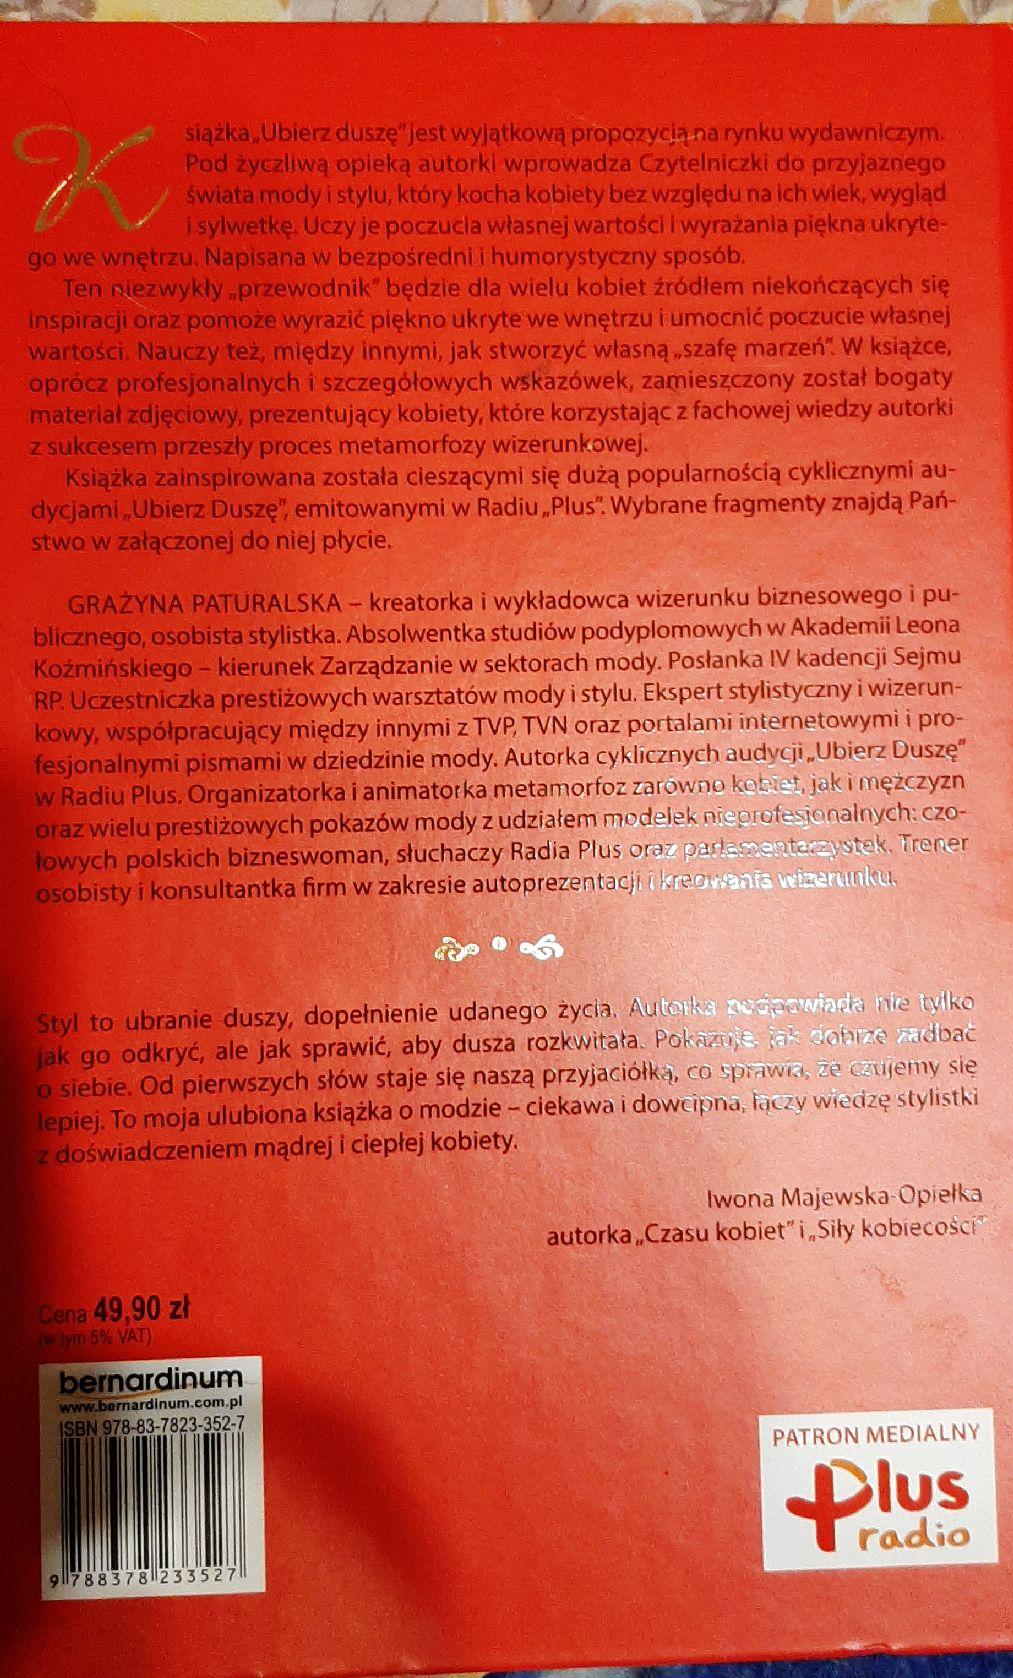 Książka „Ubierz duszę” jest wyjątkową propozycją na rynku wydawniczym.
Pod życzliwą opieką autorki wprowadza Czytelniczki do przyjaznego
świata mody i stylu, który kocha kobiety bez względu na ich wiek, wygląd
i sylwetkę. Uczy je poczucia własnej wartości i wyrażania piękna ukryte-
go we wnętrzu. Napisana w bezpośredni i humorystyczny sposób.
Ten niezwykły „przewodnik” będzie dla wielu kobiet źródłem niekończących się
inspiracji oraz pomoże wyrazić piękno ukryte we wnętrzu i umocnić poczucie własnej
wartości. Nauczy też, między innymi, jak stworzyć własną „szafę marzeń”. W książce,
oprócz profesjonalnych i szczegółowych wskazówek, zamieszczony został bogaty
materiał zdjęciowy, prezentujący kobiety, które korzystając z fachowej wiedzy autorki
z sukcesem przeszły proces metamorfozy wizerunkowej.
Książka zainspirowana została cieszącymi się dużą popularnością cyklicznymi au-
dycjami „Ubierz Duszę”, emitowanymi w Radiu „Plus”. Wybrane fragmenty znajdą Pań-
stwo w załączonej do niej płycie.
GRAŻYNA PATURALSKA – kreatorka i wykładowca wizerunku biznesowego i pu-
blicznego, osobista stylistka. Absolwentka studiów podyplomowych w Akademii Leona
Koźmińskiego – kierunek Zarządzanie w sektorach mody. Posłanka IV kadencji Sejmu
RP. Uczestniczka prestiżowych warsztatów mody i stylu. Ekspert stylistyczny i wizerun-
kowy, współpracujący między innymi z TVP, TVN oraz portalami internetowymi i pro-
fesjonalnymi pismami w dziedzinie mody. Autorka cyklicznych audycji „Ubierz Duszę”
w Radiu Plus. Organizatorka i animatorka metamorfoz zarówno kobiet, jak i mężczyzn
oraz wielu prestiżowych pokazów mody z udziałem modelek nieprofesjonalnych: czo-
łowych polskich bizneswoman, słuchaczy Radia Plus oraz parlamentarzystek. Trener
osobisty i konsultantka firm w zakresie autoprezentacji i kreowania wizerunku.
Styl to ubranie duszy, dopełnienie udanego życia. Autorka podpowiada nie tylko
jak go odkryć, ale jak sprawić, aby dusza rozkwitała. Pokazuje, jak dobrze zadbać
o siebie. Od pierwszych słów staje się naszą przyjaciółką, co sprawia, że czujemy się
lepiej. To moja ulubiona książka o modzie – ciekawa i dowcipna, łączy wiedzę stylistki
z doświadczeniem mądrej i ciepłej kobiety.
Iwona Majewska-Opiełka
autorka „Czasu kobiet” i „Siły kobiecości”
Cena 49,90 zł
(w tym 5% VAT)
bernardinum
www.bernardinum.com.pl
ISBN 978-83-7823-352-7
9 788378 233527
PATRON MEDIALNY
plus
radio